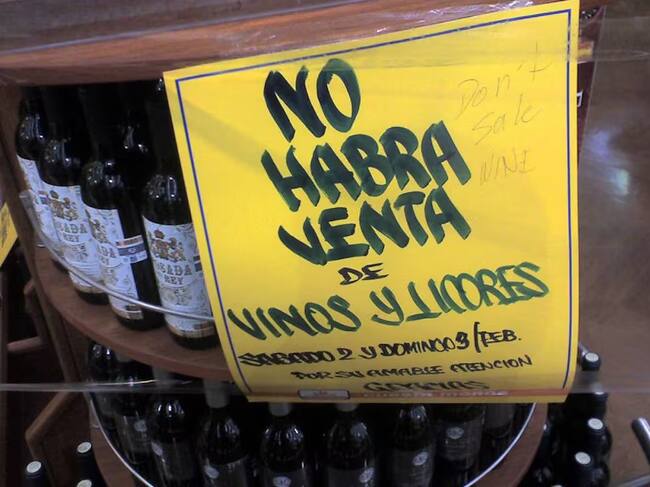 NO
HABRA
VENTA
DE
VINOS Y LICORES
SABADO 2 Y DOMINGO 3/FEB.
POR SU AMABLE ATENCION
GRACIAS
Don't
Sale
WINE
REY